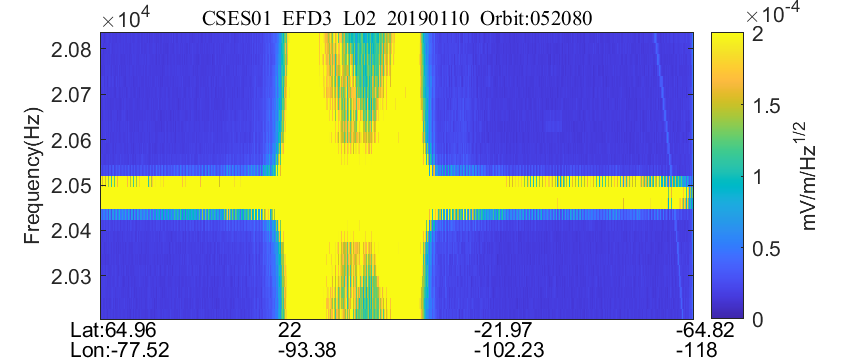 ×10⁴ CSES01 EFD3 L02 20190110 Orbit:052080 ×10⁻⁴
2.08
2.07
2.06
2.05
2.04
2.03
Frequency(Hz)
2
1.5
1
0.5
0
mV/m/Hz^1/2
Lat:64.96 22 -21.97 -64.82
Lon:-77.52 -93.38 -102.23 -118